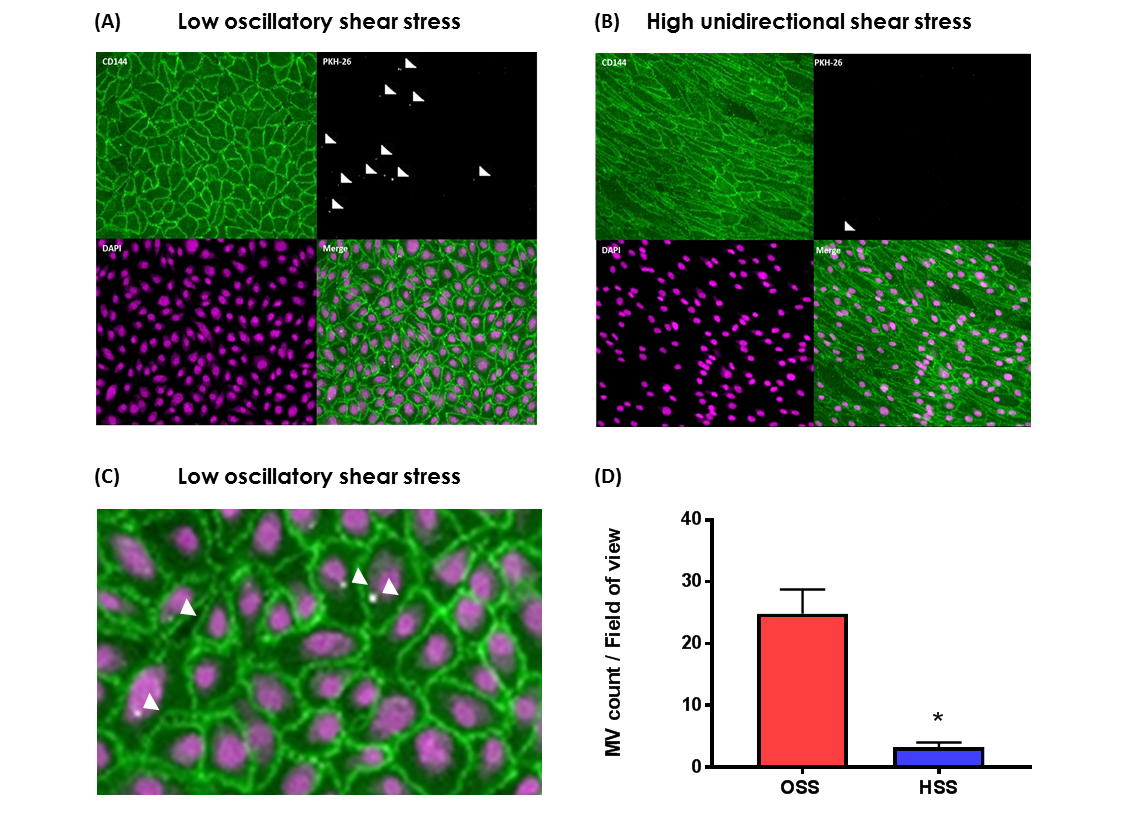 (A) Low oscillatory shear stress
(B) High unidirectional shear stress
CD144
PKH-26
CD144
PKH-26
DAPI
Merge
DAPI
Merge
(C) Low oscillatory shear stress
(D)
MV count / Field of view
40
30
20
10
0
*
OSS
HSS